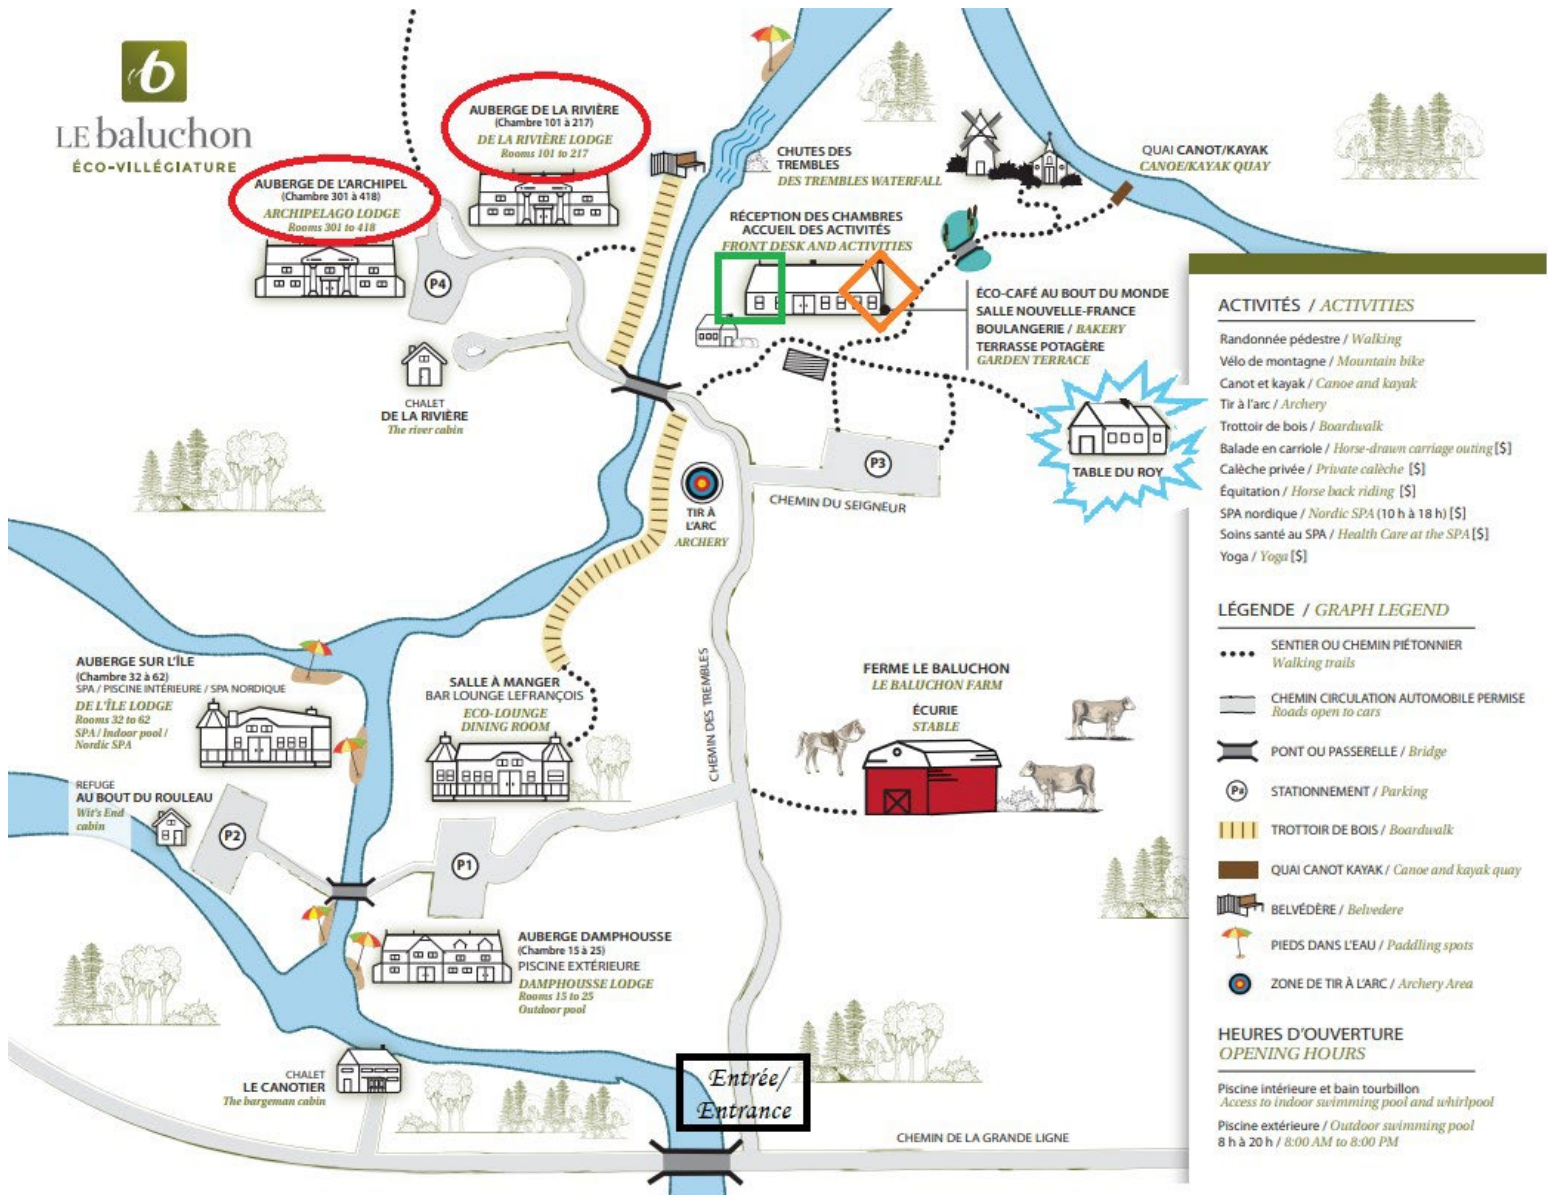 b
LE baluchon
ÉCO-VILLÉGIATURE
AUBERGE DE LA RIVIÈRE
(Chambre 101 à 217)
DE LA RIVIÈRE LODGE
Rooms 101 to 217
AUBERGE DE L'ARCHIPEL
(Chambre 301 à 418)
ARCHIPELAGO LODGE
Rooms 301 to 418
P4
CHALET
DE LA RIVIÈRE
The river cabin
CHUTES DES
TREMBLES
DES TREMBLES WATERFALL
QUAI CANOT/KAYAK
CANOE/KAYAK QUAY
RÉCEPTION DES CHAMBRES
ACCUEIL DES ACTIVITÉS
FRONT DESK AND ACTIVITIES
ÉCO-CAFÉ AU BOUT DU MONDE
SALLE NOUVELLE-FRANCE
BOULANGERIE / BAKERY
TERRASSE POTAGÈRE
GARDEN TERRACE
TABLE DU ROY
P3
CHEMIN DU SEIGNEUR
TIR À
L'ARC
ARCHERY
CHEMIN DES TREMBLES
AUBERGE SUR L'ÎLE
(Chambre 32 à 62)
SPA / PISCINE INTÉRIEURE / SPA NORDIQUE
DE L'ÎLE LODGE
Rooms 32 to 62
SPA / Indoor pool /
Nordic SPA
SALLE À MANGER
BAR LOUNGE LEFRANÇOIS
ECO-LOUNGE
DINING ROOM
FERME LE BALUCHON
LE BALUCHON FARM
ÉCURIE
STABLE
REFUGE
AU BOUT DU ROULEAU
Wit's End
cabin
P2
P1
AUBERGE DAMPHOUSSE
(Chambre 15 à 25)
PISCINE EXTÉRIEURE
DAMPHOUSSE LODGE
Rooms 15 to 25
Outdoor pool
CHALET
LE CANOTIER
The bargeman cabin
Entrée/
Entrance
CHEMIN DE LA GRANDE LIGNE
ACTIVITÉS / ACTIVITIES
Randonnée pédestre / Walking
Vélo de montagne / Mountain bike
Canot et kayak / Canoe and kayak
Tir à l'arc / Archery
Trottoir de bois / Boardwalk
Balade en carriole / Horse-drawn carriage outing [$]
Calèche privée / Private calèche [$]
Équitation / Horse back riding [$]
SPA nordique / Nordic SPA (10 h à 18 h) [$]
Soins santé au SPA / Health Care at the SPA [$]
Yoga / Yoga [$]
LÉGENDE / GRAPH LEGEND
SENTIER OU CHEMIN PIÉTONNIER
Walking trails
CHEMIN CIRCULATION AUTOMOBILE PERMISE
Roads open to cars
PONT OU PASSERELLE / Bridge
STATIONNEMENT / Parking
TROTTOIR DE BOIS / Boardwalk
QUAI CANOT KAYAK / Canoe and kayak quay
BELVÉDÈRE / Belvedere
PIEDS DANS L'EAU / Paddling spots
ZONE DE TIR À L'ARC / Archery Area
HEURES D'OUVERTURE
OPENING HOURS
Piscine intérieure et bain tourbillon
Access to indoor swimming pool and whirlpool
Piscine extérieure / Outdoor swimming pool
8 h à 20 h / 8:00 AM to 8:00 PM